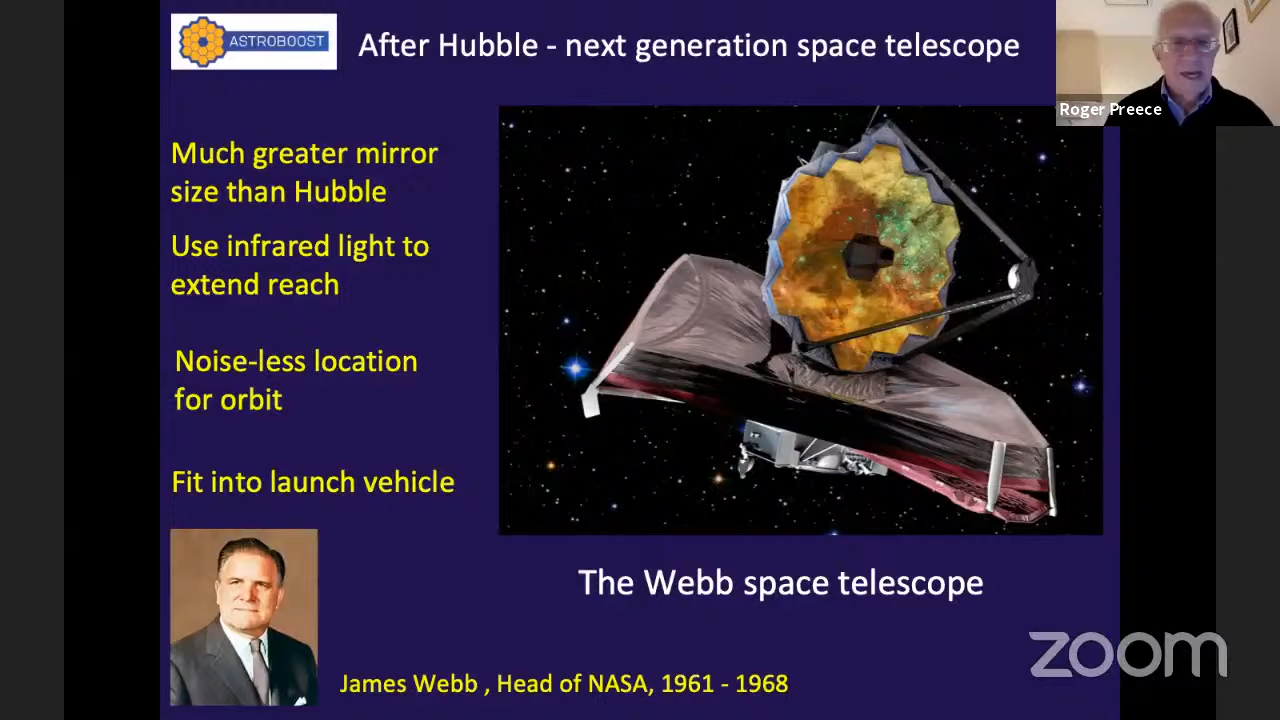 ASTROBOOST
After Hubble - next generation space telescope
Roger Preece
Much greater mirror
size than Hubble
Use infrared light to
extend reach
Noise-less location
for orbit
Fit into launch vehicle
The Webb space telescope
zoom
James Webb , Head of NASA, 1961 - 1968